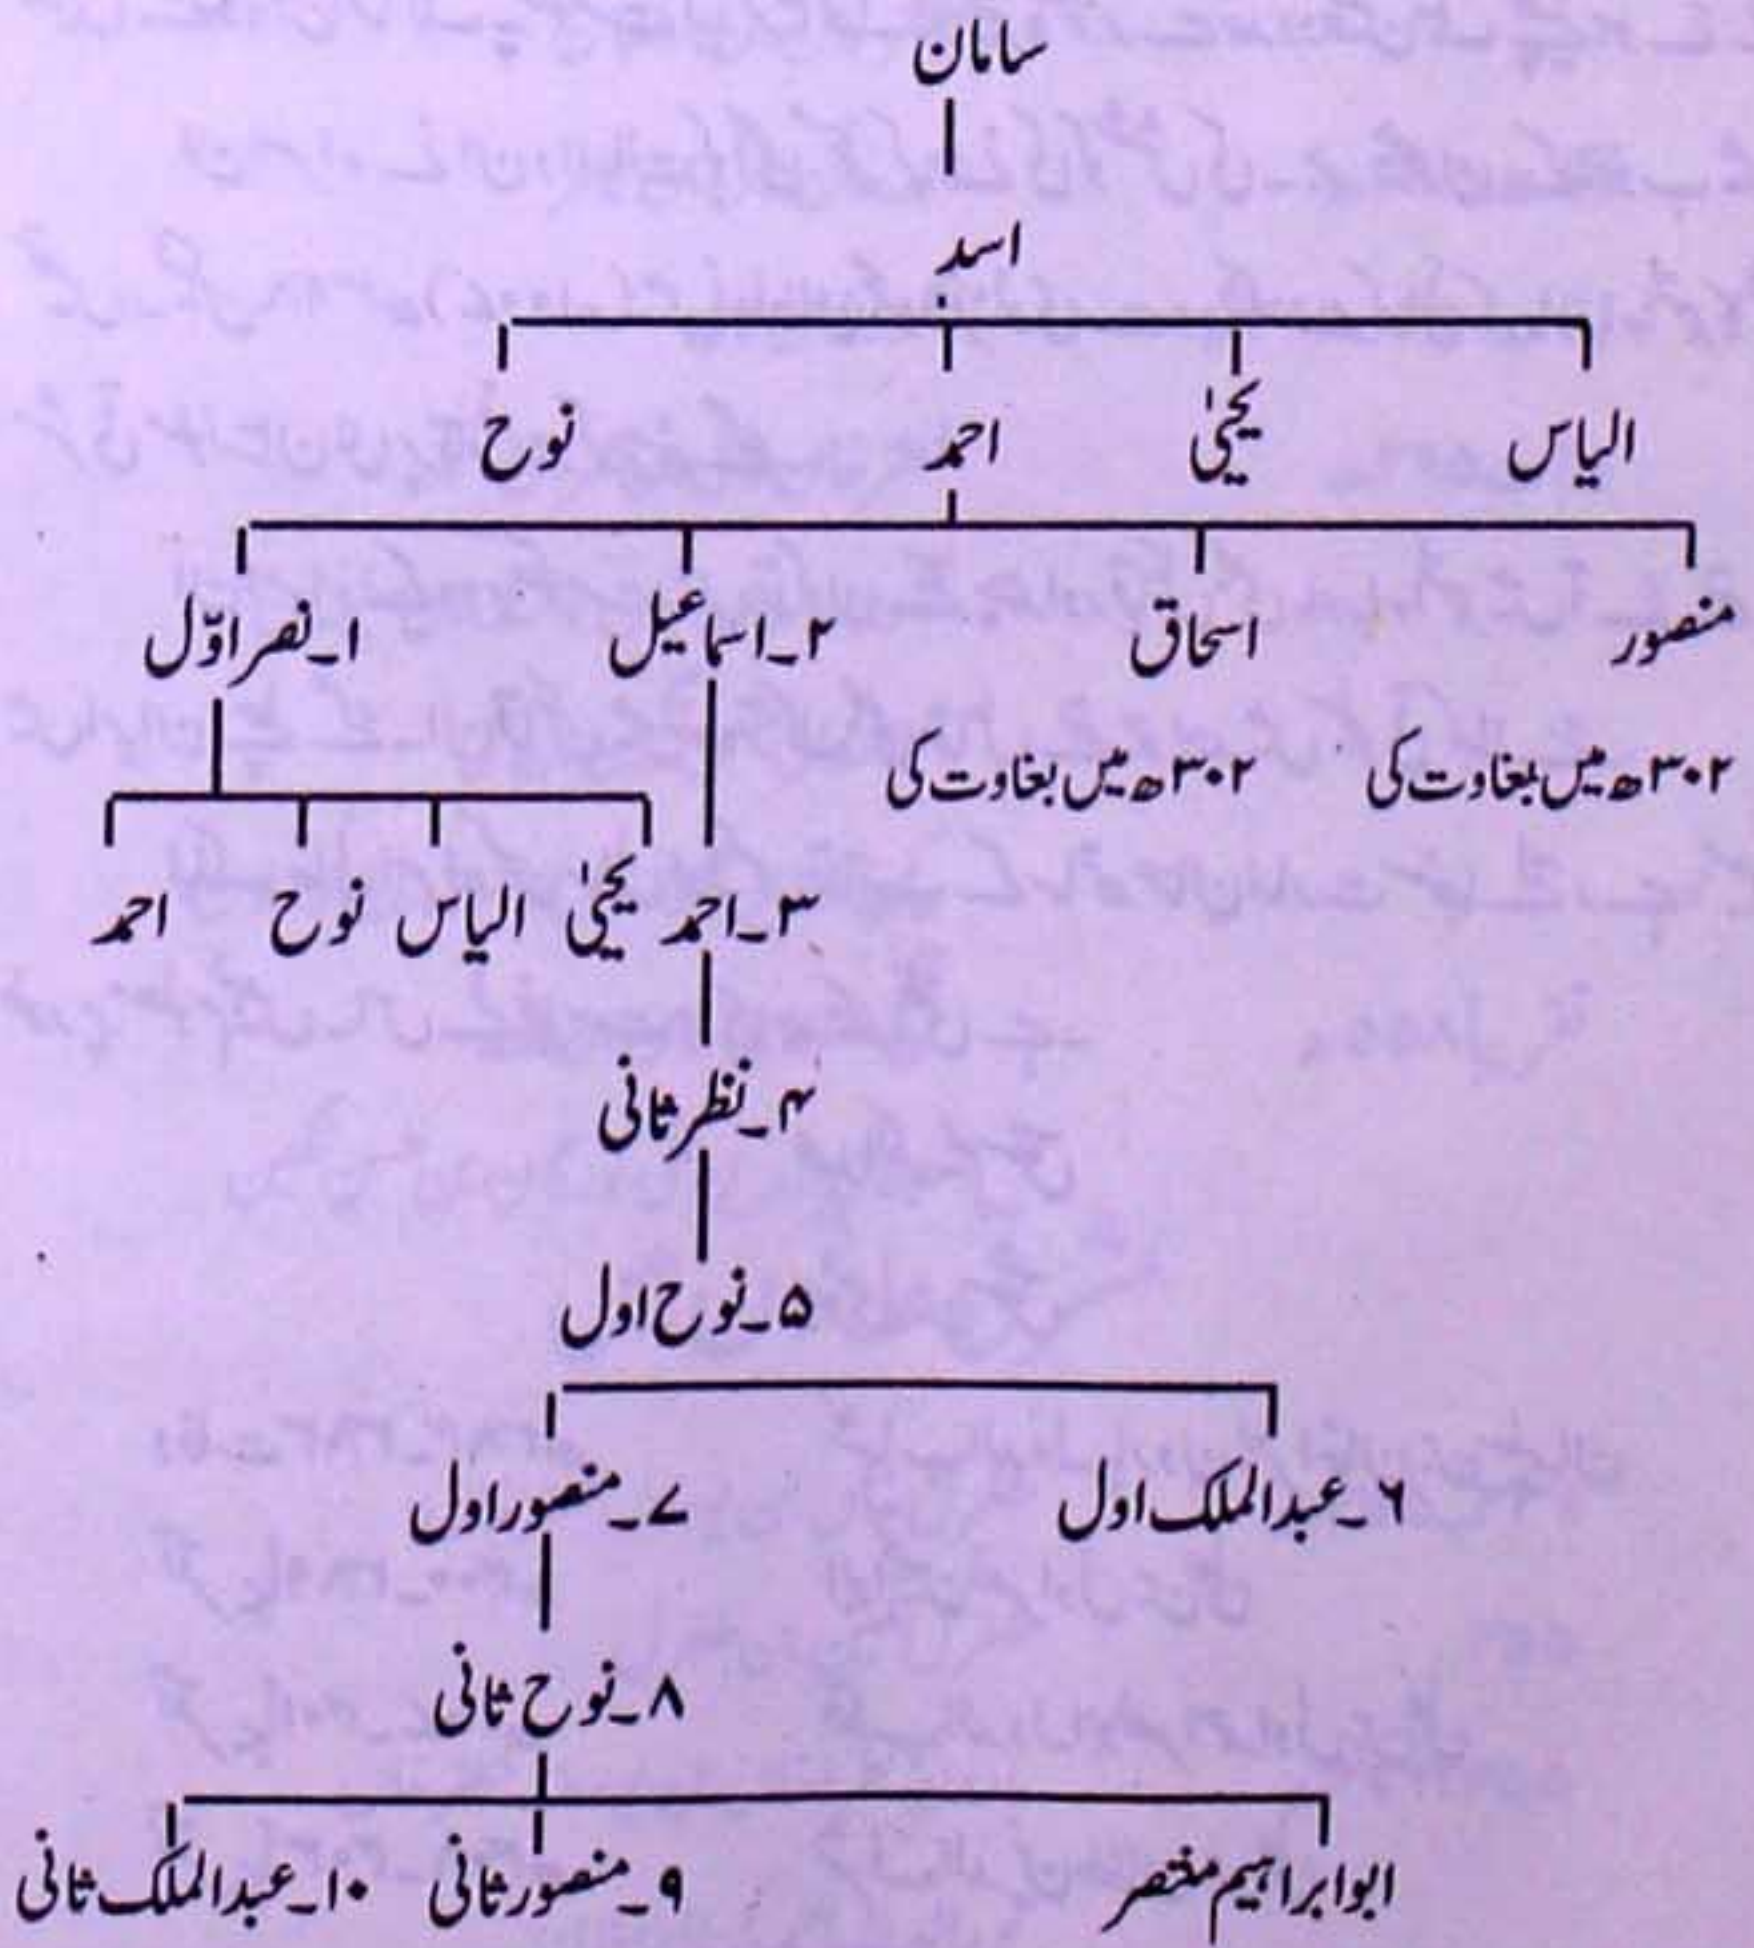 سامان
اسد
الیاس یحییٰ احمد نوح
منصور اسحاق ۲۔اسماعیل ۱۔نصر اوّل
۳۰۲ھ میں بغاوت کی ۳۰۲ھ میں بغاوت کی
۳۔احمد یحییٰ الیاس نوح احمد
۴۔نظر ثانی
۵۔نوح اول
۶۔عبدالملک اول ۷۔منصور اول
۸۔نوح ثانی
ابوابراہیم منتصر ۹۔منصور ثانی ۱۰۔عبدالملک ثانی